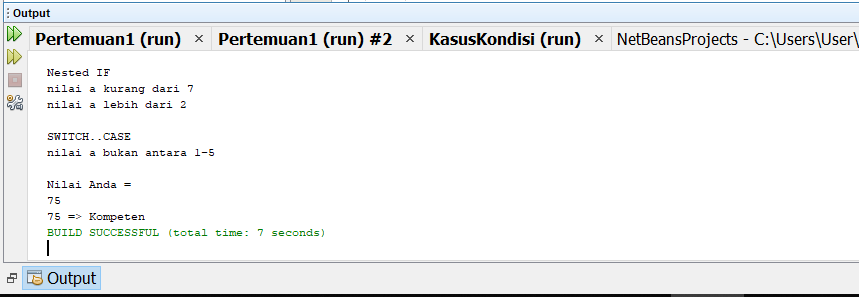 Output
Pertemuan1 (run) × Pertemuan1 (run) #2 × KasusKondisi (run) × NetBeansProjects - C:\Users\User\
Nested IF
nilai a kurang dari 7
nilai a lebih dari 2
SWITCH..CASE
nilai a bukan antara 1-5
Nilai Anda =
75
75 => Kompeten
BUILD SUCCESSFUL (total time: 7 seconds)
Output